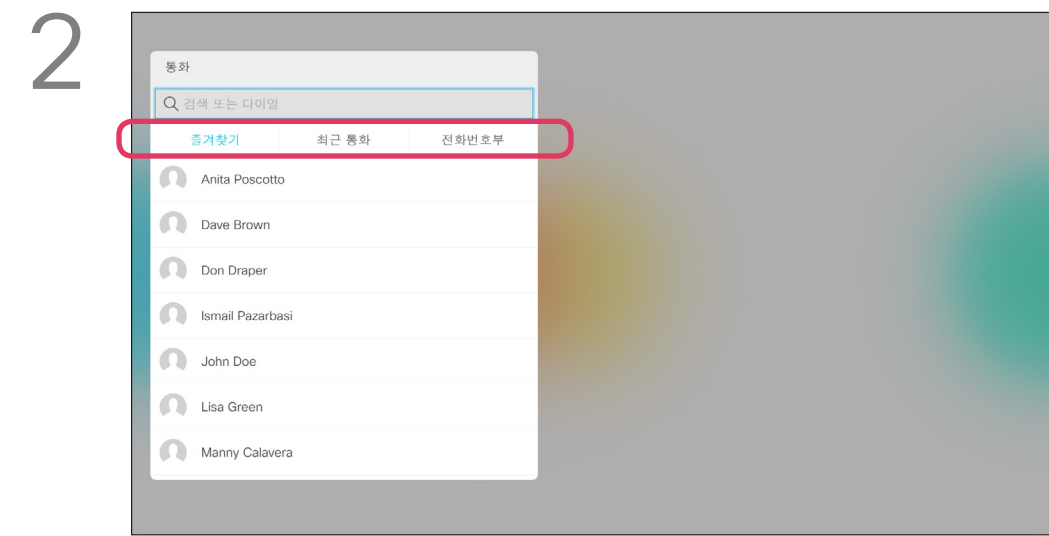 2
통화
검색 또는 다이얼
즐겨찾기 최근 통화 전화번호부
Anita Poscotto
Dave Brown
Don Draper
Ismail Pazarbasi
John Doe
Lisa Green
Manny Calavera